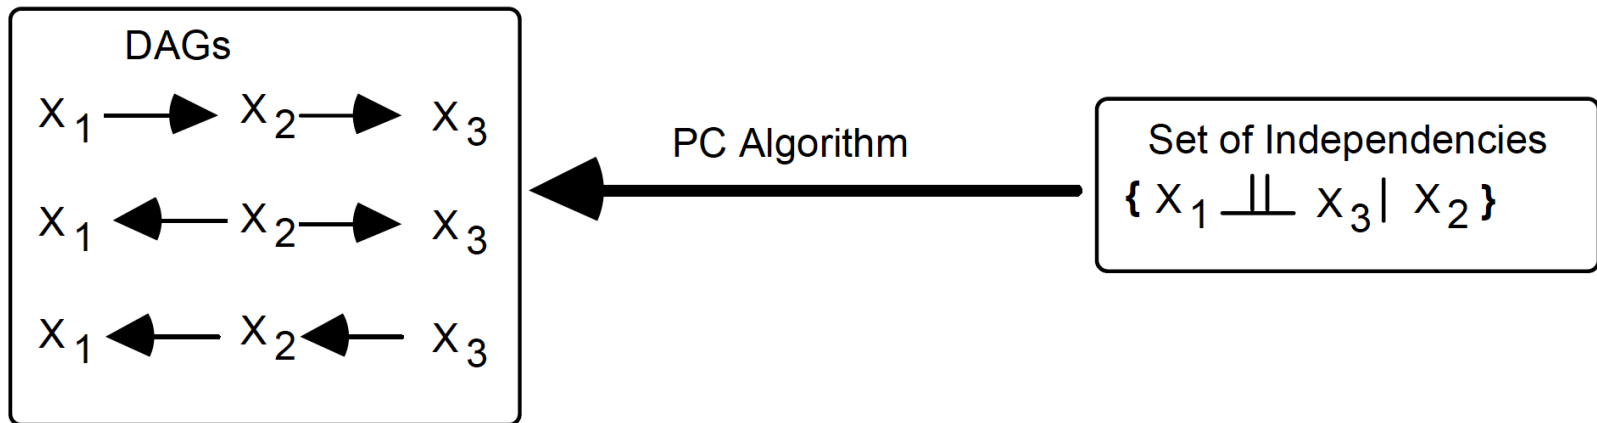 DAGs
X1 → X2 → X3
X1 ← X2 → X3
X1 ← X2 ← X3
PC Algorithm
Set of Independencies
{ X1 ⫫ X3 | X2 }